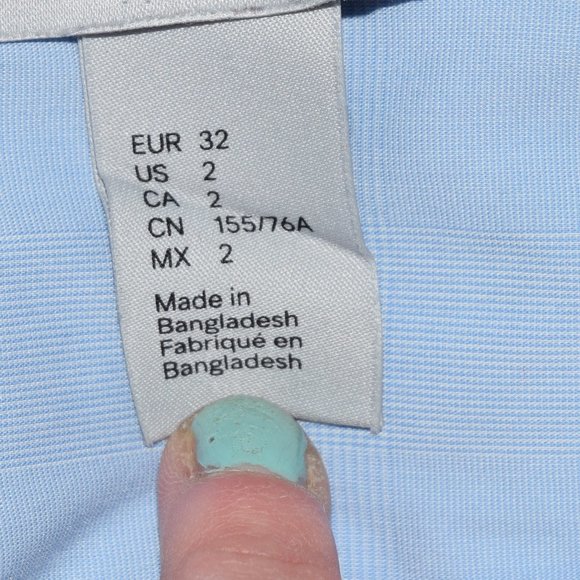 EUR 32
US 2
CA 2
CN 155/76A
MX 2
Made in
Bangladesh
Fabriqué en
Bangladesh